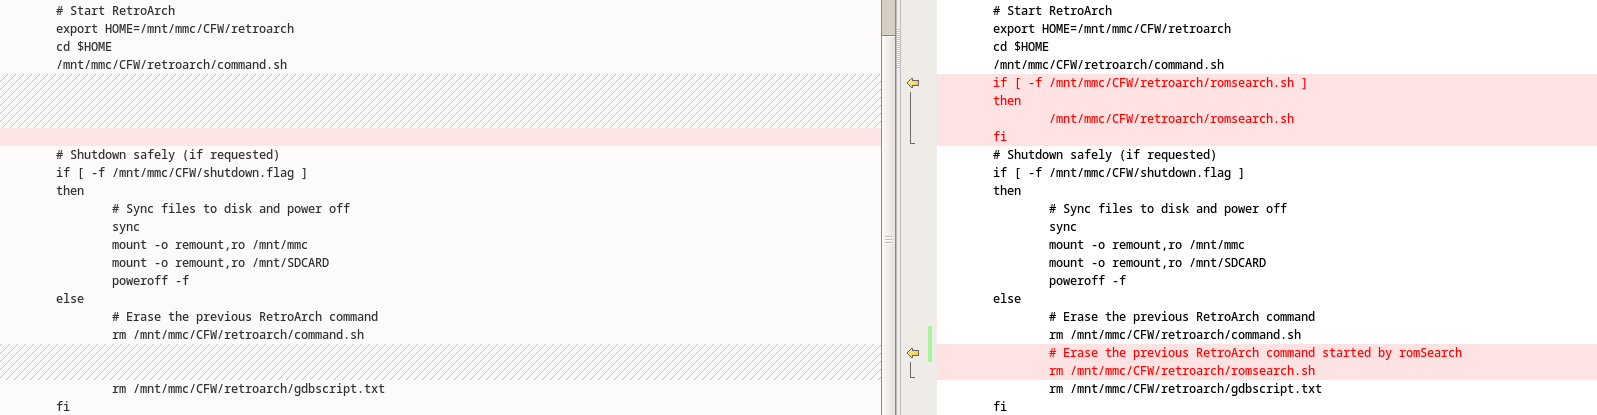 # Start RetroArch
export HOME=/mnt/mmc/CFW/retroarch
cd $HOME
/mnt/mmc/CFW/retroarch/command.sh
# Shutdown safely (if requested)
if [ -f /mnt/mmc/CFW/shutdown.flag ]
then
# Sync files to disk and power off
sync
mount -o remount,ro /mnt/mmc
mount -o remount,ro /mnt/SDCARD
poweroff -f
else
# Erase the previous RetroArch command
rm /mnt/mmc/CFW/retroarch/command.sh
rm /mnt/mmc/CFW/retroarch/gdbscript.txt
fi
# Start RetroArch
export HOME=/mnt/mmc/CFW/retroarch
cd $HOME
/mnt/mmc/CFW/retroarch/command.sh
if [ -f /mnt/mmc/CFW/retroarch/romsearch.sh ]
then
/mnt/mmc/CFW/retroarch/romsearch.sh
fi
# Shutdown safely (if requested)
if [ -f /mnt/mmc/CFW/shutdown.flag ]
then
# Sync files to disk and power off
sync
mount -o remount,ro /mnt/mmc
mount -o remount,ro /mnt/SDCARD
poweroff -f
else
# Erase the previous RetroArch command
rm /mnt/mmc/CFW/retroarch/command.sh
# Erase the previous RetroArch command started by romSearch
rm /mnt/mmc/CFW/retroarch/romsearch.sh
rm /mnt/mmc/CFW/retroarch/gdbscript.txt
fi